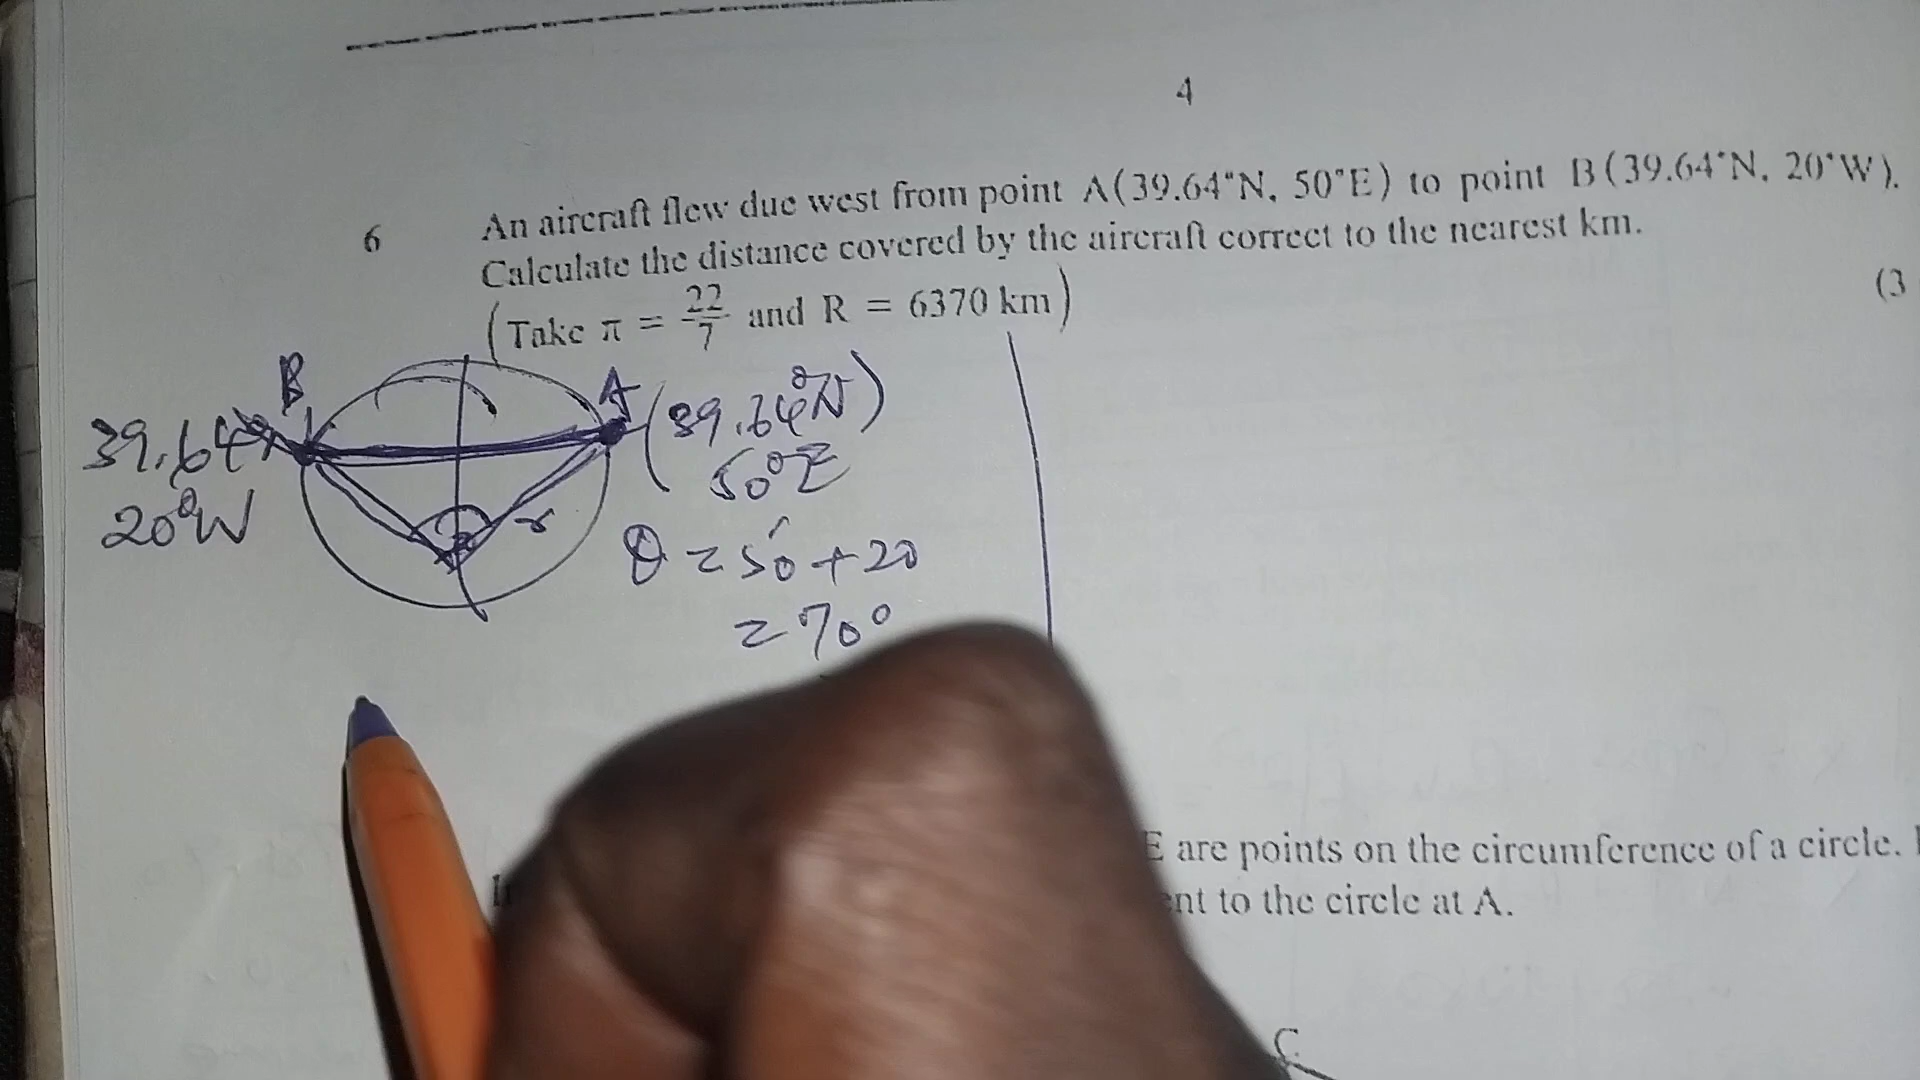 4
6 An aircraft flew due west from point A(39.64°N, 50°E) to point B(39.64°N, 20°W).
Calculate the distance covered by the aircraft correct to the nearest km.
(3
(Take π = 22/7 and R = 6370 km)
B
A
39.64°
20°W
(39.64°N)
50°E
r
θ = 50 + 20
= 70°
E are points on the circumference of a circle.
to the circle at A.
C